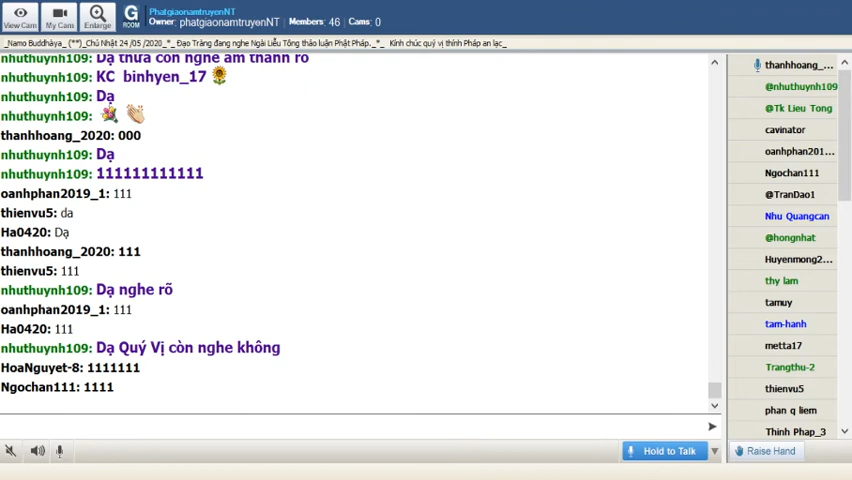 View Cam
My Cam
Enlarge
G
ROOM
PhatgiaonamtruyenNT
Owner: phatgiaonamtruyenNT Members: 46 Cams: 0
_Namo Buddhàya_ (**)_Chủ Nhật 24 /05 /2020_*_ Đạo Tràng đang nghe Ngài Liễu Tông thảo luận Phật Pháp._*_ Kính chúc quý vị thính Pháp an lạc_
Dạ thưa con nghe âm thanh rõ
nhuthuynh109: KC binhyen_17
nhuthuynh109: Dạ
nhuthuynh109:
thanhhoang_2020: 000
nhuthuynh109: Dạ
nhuthuynh109: 111111111111
oanhphan2019_1: 111
thienvu5: da
Ha0420: Dạ
thanhhoang_2020: 111
thienvu5: 111
nhuthuynh109: Dạ nghe rõ
oanhphan2019_1: 111
Ha0420: 111
nhuthuynh109: Dạ Quý Vị còn nghe không
HoaNguyet-8: 1111111
Ngochan111: 1111
thanhhoang_...
@nhuthuynh109
@Tk Lieu Tong
cavinator
oanhphan201...
Ngochan111
@TranDao1
Nhu Quangcan
@hongnhat
Huyenmong2...
thy lam
tamuy
tam-hanh
metta17
Trangthu-2
thienvu5
phan q liem
Thinh Phap_3
Hold to Talk
Raise Hand